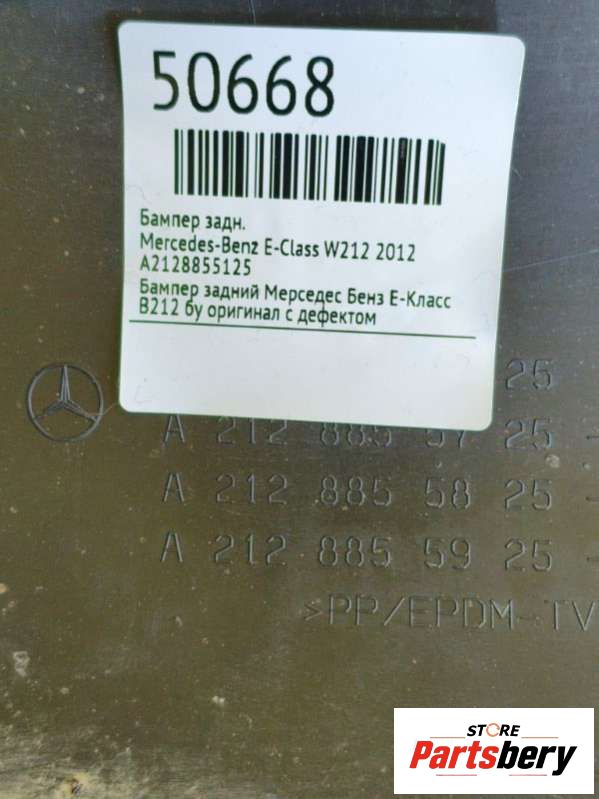 50668
Бампер задн.
Mercedes-Benz E-Class W212 2012
A2128855125
Бампер задний Мерседес Бенз Е-Класс
В212 бу оригинал с дефектом
25
A 212 885 57 25 -
A 212 885 58 25 -
A 212 885 59 25 -
>PP/EPDM-TV
STORE
Partsbery